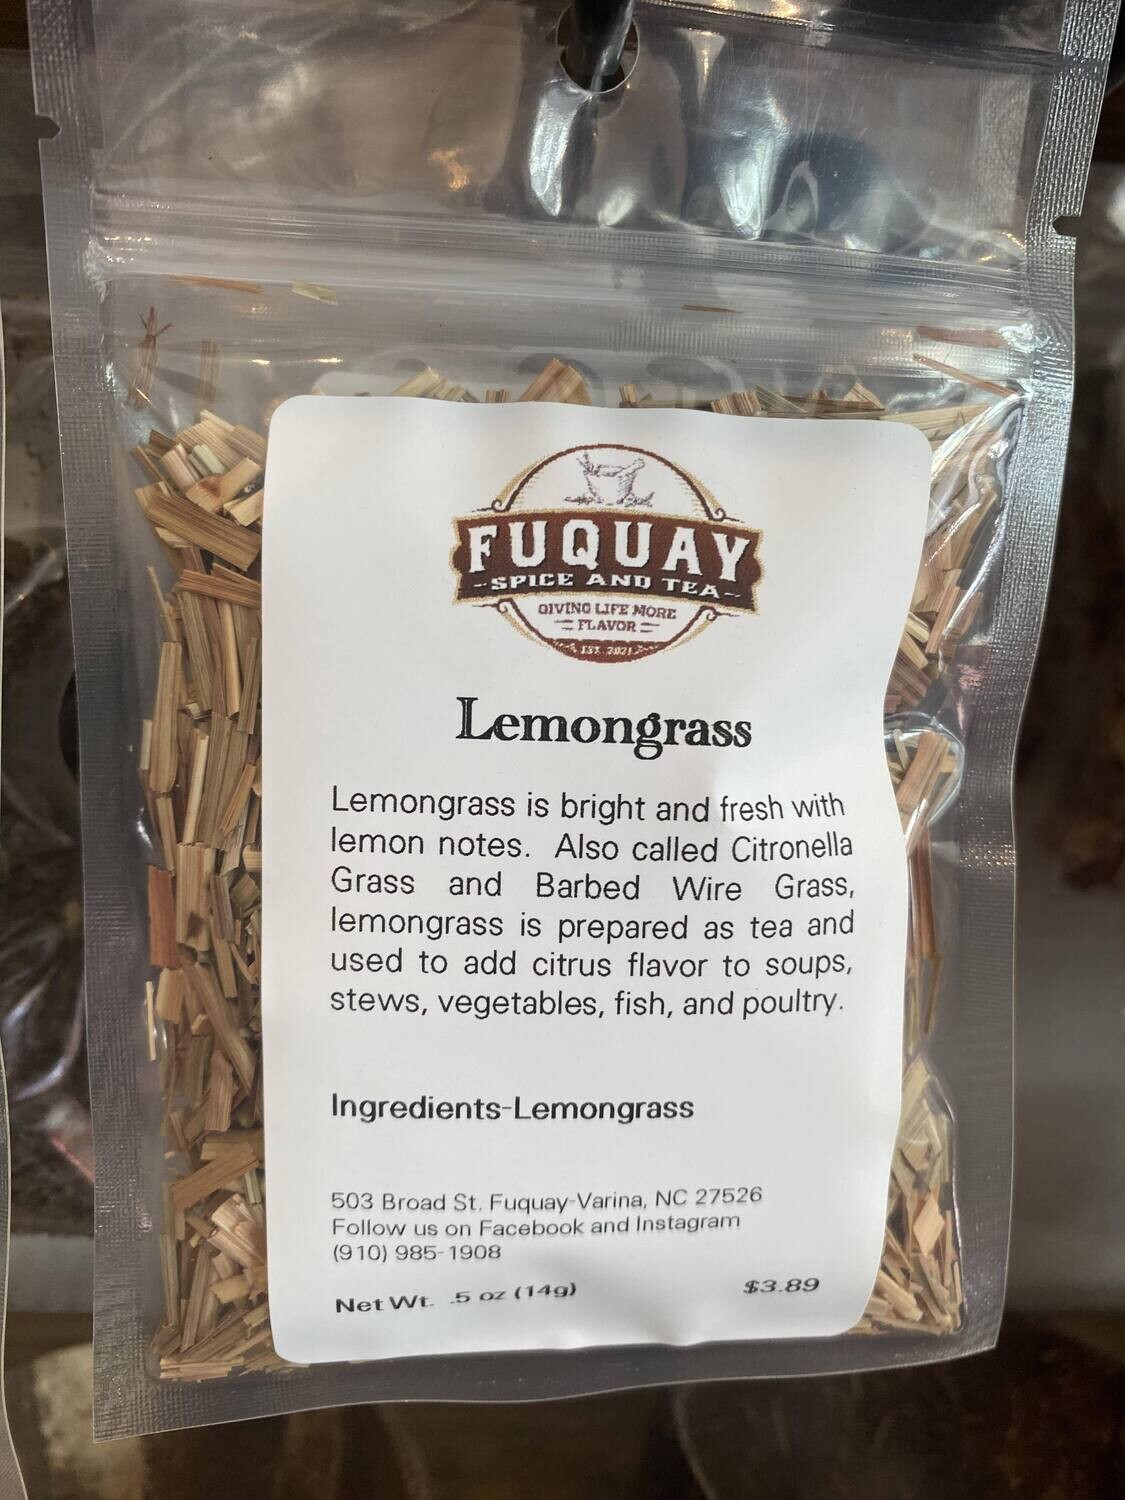 FUQUAY
-SPICE AND TEA-
GIVING LIFE MORE
FLAVOR
EST. 2021
Lemongrass
Lemongrass is bright and fresh with
lemon notes. Also called Citronella
Grass and Barbed Wire Grass,
lemongrass is prepared as tea and
used to add citrus flavor to soups,
stews, vegetables, fish, and poultry.
Ingredients-Lemongrass
503 Broad St. Fuquay-Varina, NC 27526
Follow us on Facebook and Instagram
(910) 985-1908
Net Wt. .5 oz (14g) $3.89